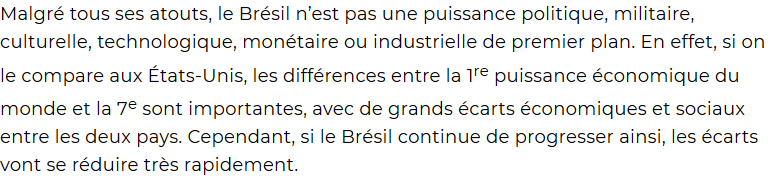 Malgré tous ses atouts, le Brésil n’est pas une puissance politique, militaire,
culturelle, technologique, monétaire ou industrielle de premier plan. En effet, si on
le compare aux États-Unis, les différences entre la 1re puissance économique du
monde et la 7e sont importantes, avec de grands écarts économiques et sociaux
entre les deux pays. Cependant, si le Brésil continue de progresser ainsi, les écarts
vont se réduire très rapidement.